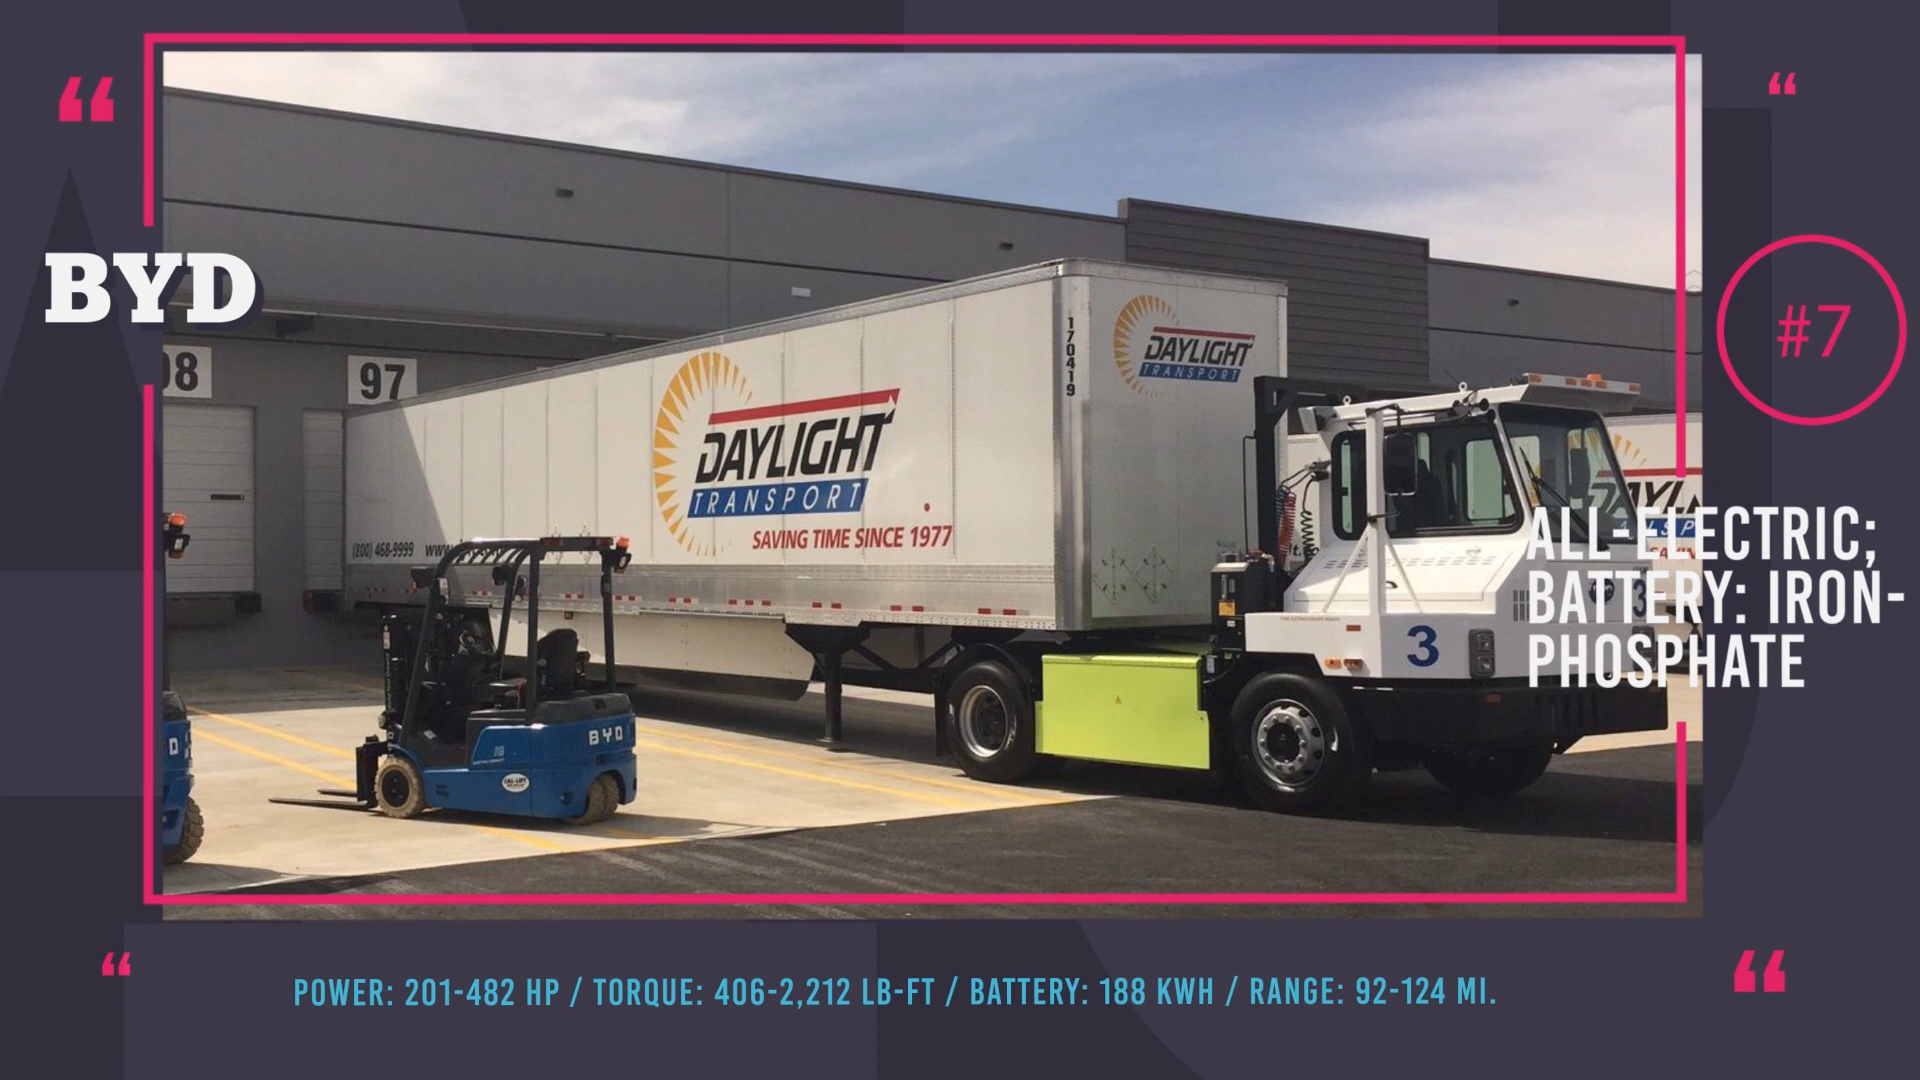 BYD
#7
98
97
170419
DAYLIGHT
TRANSPORT
DAYLIGHT
TRANSPORT
SAVING TIME SINCE 1977
(800) 468-9999 WWW
ALL-ELECTRIC;
BATTERY: IRON-
PHOSPHATE
3
BYD
D
POWER: 201-482 HP / TORQUE: 406-2,212 LB-FT / BATTERY: 188 KWH / RANGE: 92-124 MI.